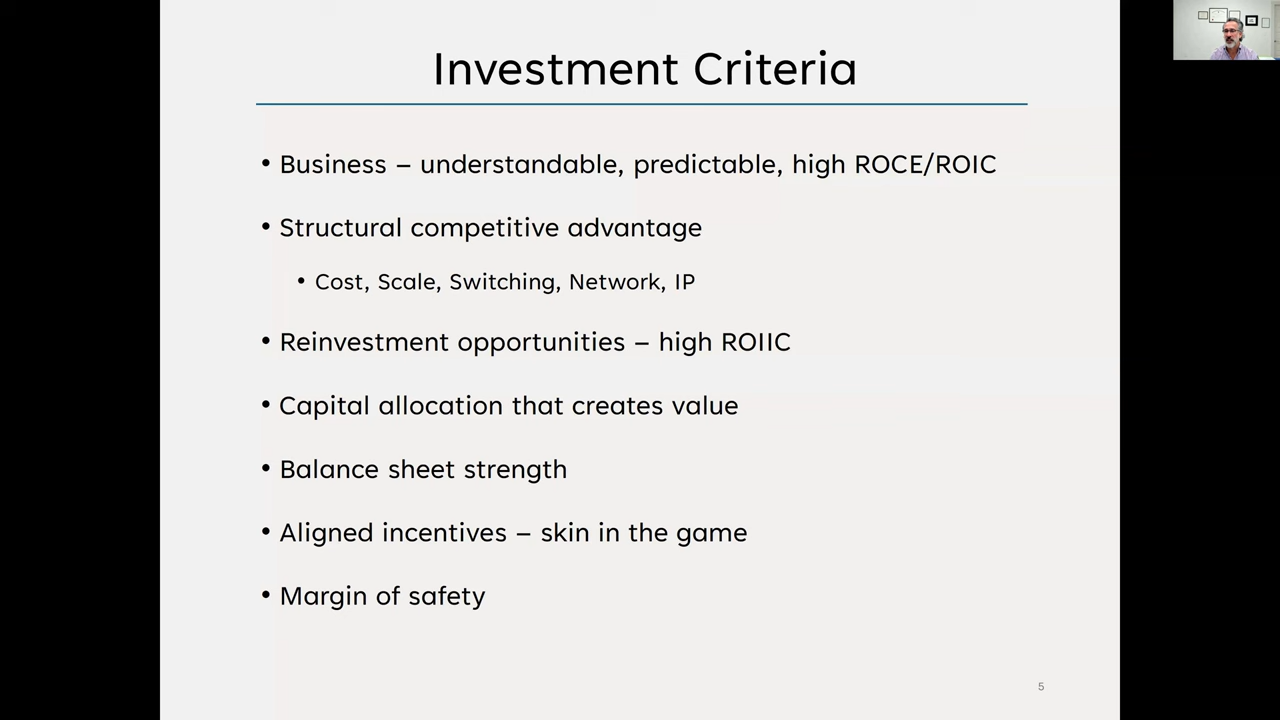 Investment Criteria
• Business – understandable, predictable, high ROCE/ROIC
• Structural competitive advantage
• Cost, Scale, Switching, Network, IP
• Reinvestment opportunities – high ROIIC
• Capital allocation that creates value
• Balance sheet strength
• Aligned incentives – skin in the game
• Margin of safety
5